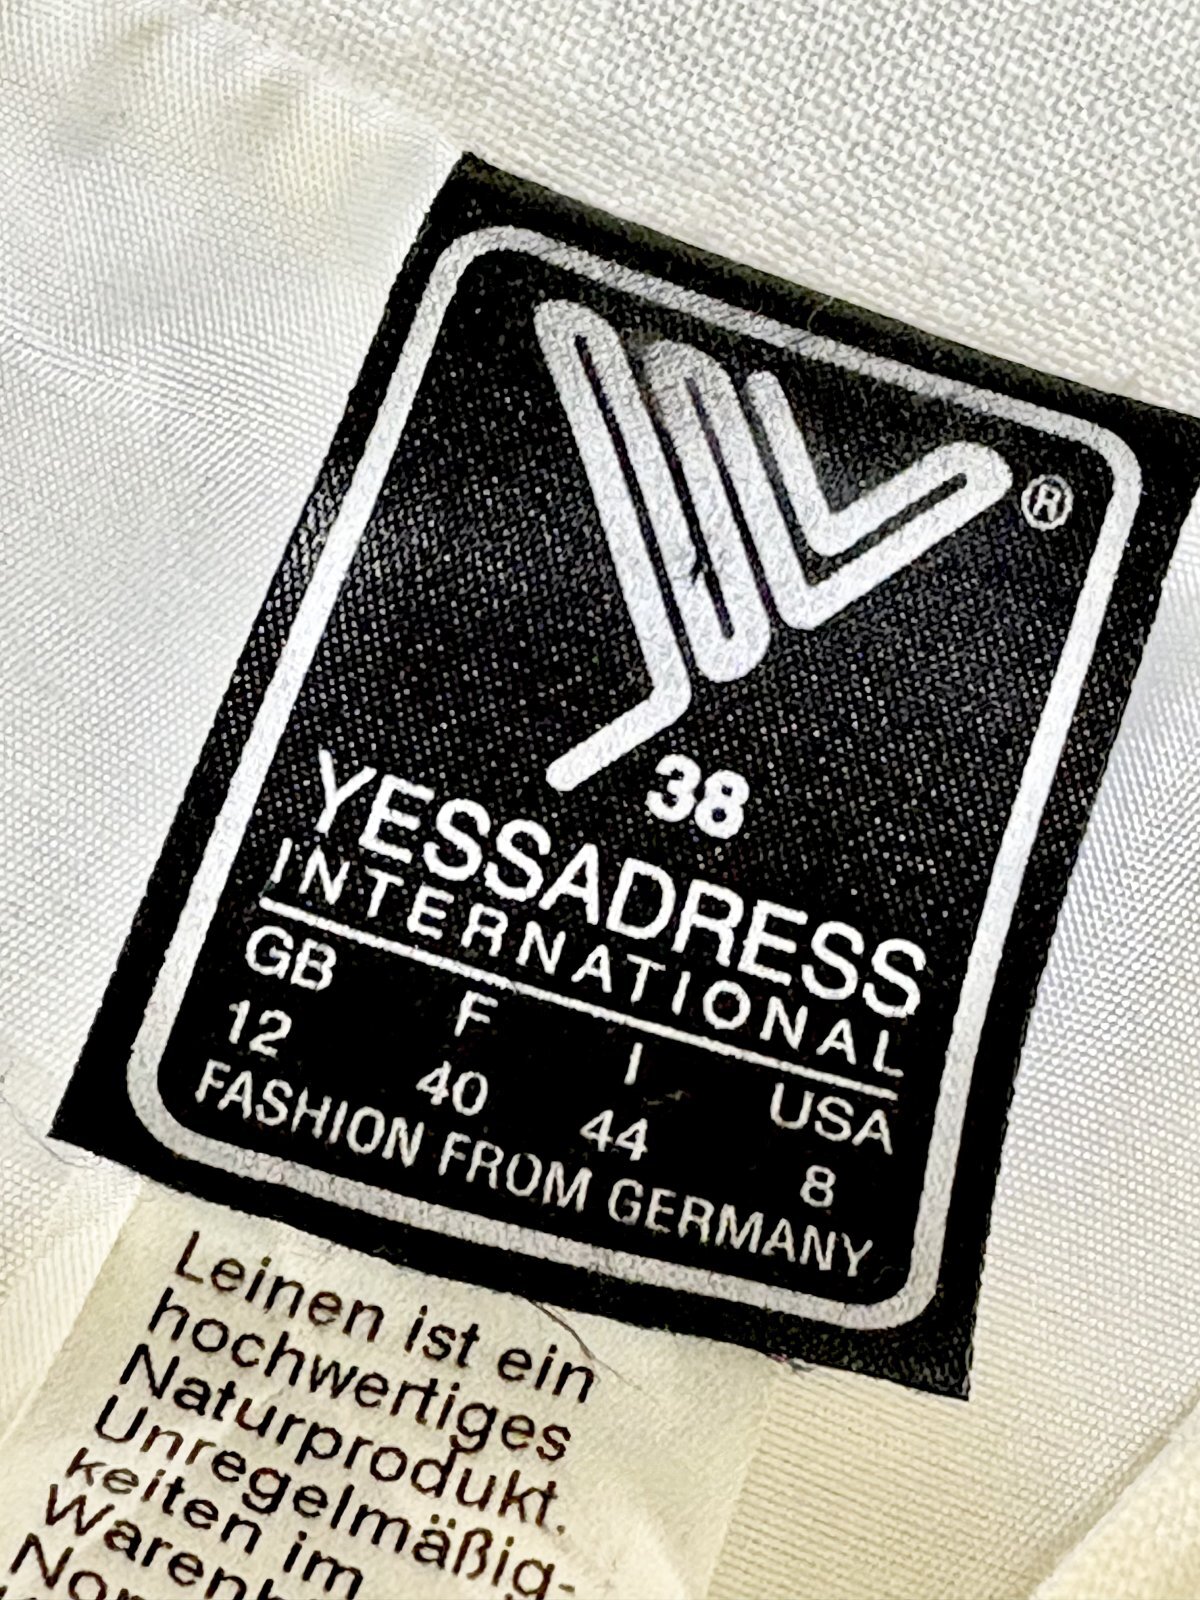 ®
38
YESSADRESS
INTERNATIONAL
GB F I USA
12 40 44 8
FASHION FROM GERMANY
Leinen ist ein
hochwertiges
Naturprodukt.
Unregelmäßig-
keiten im